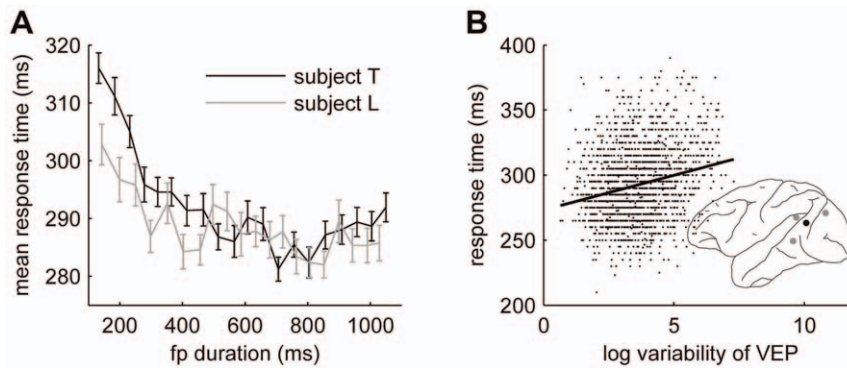 A
mean response time (ms)
320
310
300
290
280
subject T
subject L
200 400 600 800 1000
fp duration (ms)
B
response time (ms)
400
350
300
250
200
0 5 10
log variability of VEP